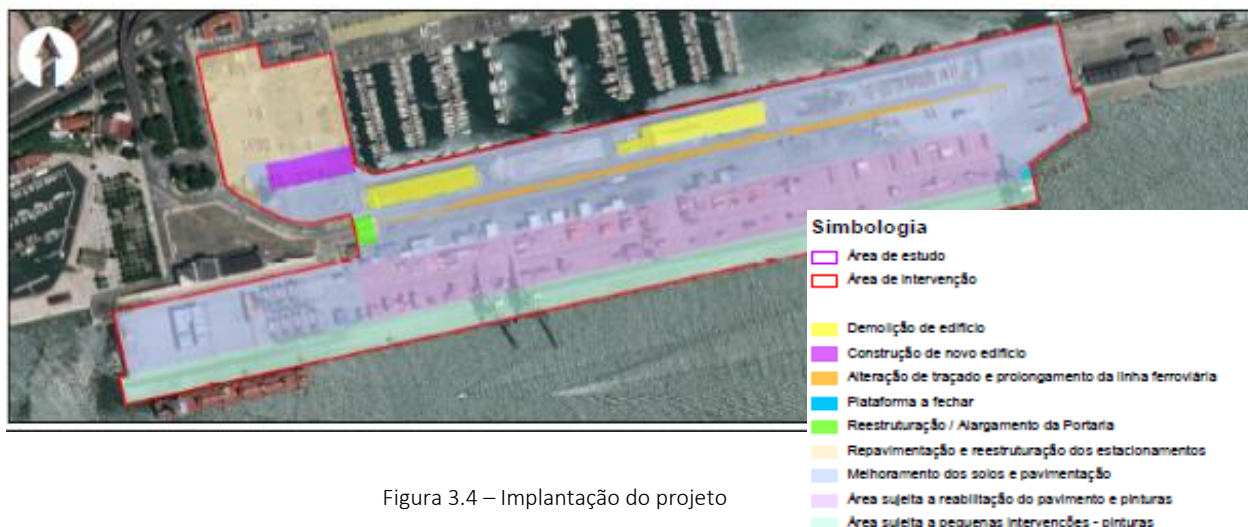 Simbologia
Área de estudo
Área de intervenção
Demolição de edifício
Construção de novo edifício
Alteração de traçado e prolongamento da linha ferroviária
Plataforma a fechar
Reestruturação / Alargamento da Portaria
Repavimentação e reestruturação dos estacionamentos
Melhoramento dos solos e pavimentação
Área sujeita a reabilitação do pavimento e pinturas
Área sujeita a pequenas intervenções - pinturas
Figura 3.4 – Implantação do projeto